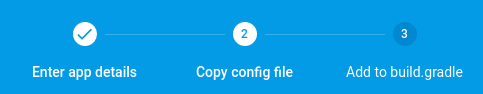 2
3
Enter app details
Copy config file
Add to build.gradle